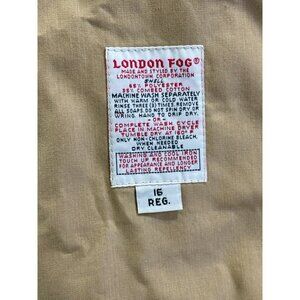 LONDON FOG®
MADE AND STYLED BY THE
LONDONTOWN CORPORATION
SHELL
65% POLYESTER
35% COMBED COTTON
MACHINE WASH SEPARATELY
WITH WARM OR COLD WATER
RINSE THREE (3) TIMES. REMOVE
ALL SOAPS. DO NOT SPIN DRY OR
WRING. HAND TO DRIP DRY.
- OR -
COMPLETE WASH CYCLE
PLACE IN MACHINE DRYER
TUMBLE DRY AT 160° F.
ONLY NON-CHLORINE BLEACH,
WHEN NEEDED
DRY CLEANABLE
WASHING AND COOL IRON
TOUCH UP RECOMMENDED
FOR APPEARANCE AND LONGER
LASTING REPELLENCY
16
REG.